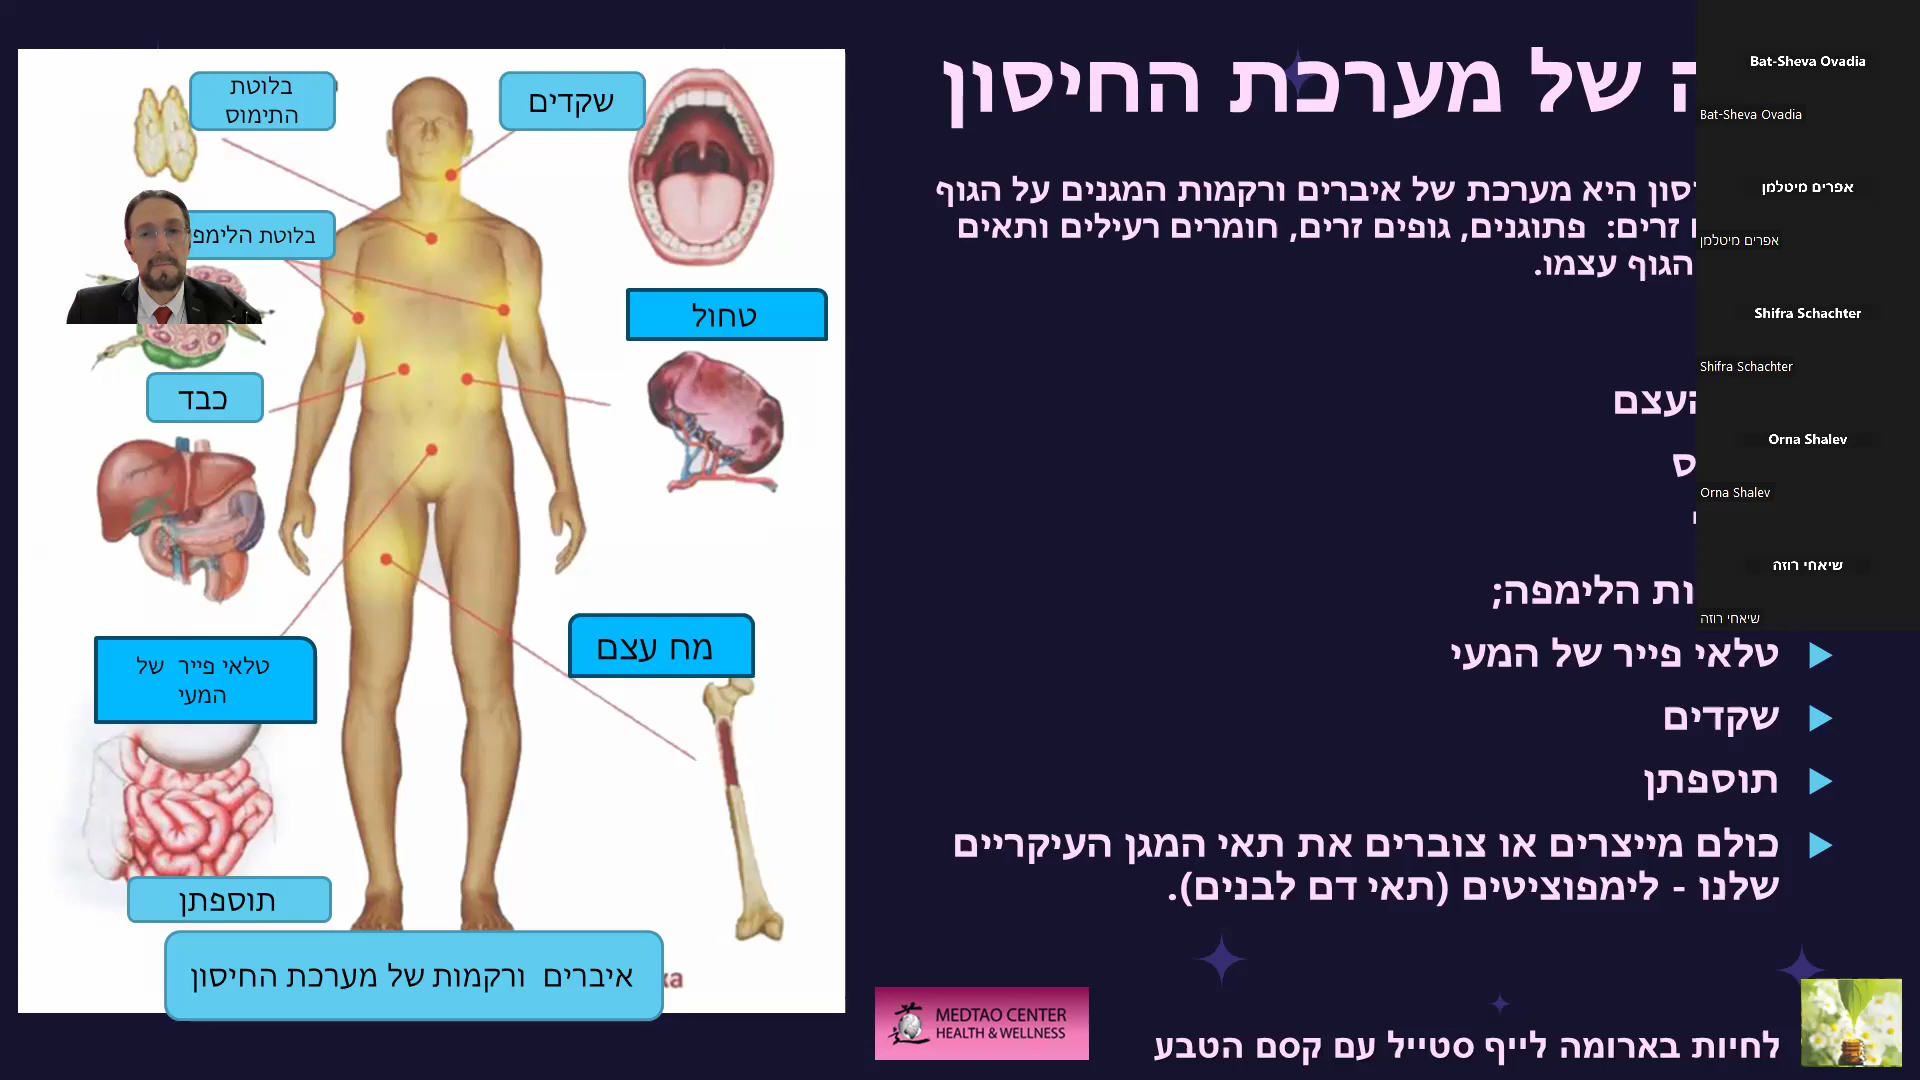 של מערכת החיסון
היא מערכת של איברים ורקמות המגנים על הגוף
זרים: פתוגנים, גופים זרים, חומרים רעילים ותאים
הגוף עצמו.
העצם
הלימפה;
טלאי פייר של המעי
שקדים
תוספתן
כולם מייצרים או צוברים את תאי המגן העיקריים
שלנו - לימפוציטים (תאי דם לבנים).
לחיות בארומה לייף סטייל עם קסם הטבע
MEDTAO CENTER
HEALTH & WELLNESS
בלוטת
התימוס
שקדים
בלוטת הלימפ
טחול
כבד
מח עצם
טלאי פייר של
המעי
תוספתן
איברים ורקמות של מערכת החיסון
Bat-Sheva Ovadia
Bat-Sheva Ovadia
אפרים מיטלמן
אפרים מיטלמן
Shifra Schachter
Shifra Schachter
Orna Shalev
Orna Shalev
שיאחי רוזה
שיאחי רוזה